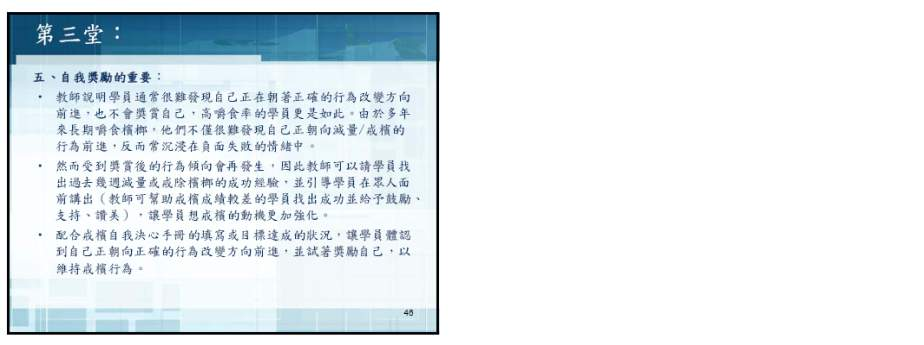 第三堂：
五、自我獎勵的重要：
• 教師說明學員通常很難發現自己正在朝著正確的行為改變方向
前進，也不會獎賞自己，高嚼食率的學員更是如此。由於多年
來長期嚼食檳榔，他們不僅很難發現自己正朝向減量/戒檳的
行為前進，反而常沉浸在負面失敗的情緒中。
• 然而受到獎賞後的行為傾向會再發生，因此教師可以請學員找
出過去幾週減量或戒除檳榔的成功經驗，並引導學員在眾人面
前講出（教師可幫助戒檳成績較差的學員找出成功並給予鼓勵、
支持、讚美），讓學員想戒檳的動機更加強化。
• 配合戒檳自我決心手冊的填寫或目標達成的狀況，讓學員體認
到自己正朝向正確的行為改變方向前進，並試著獎勵自己，以
維持戒檳行為。
46